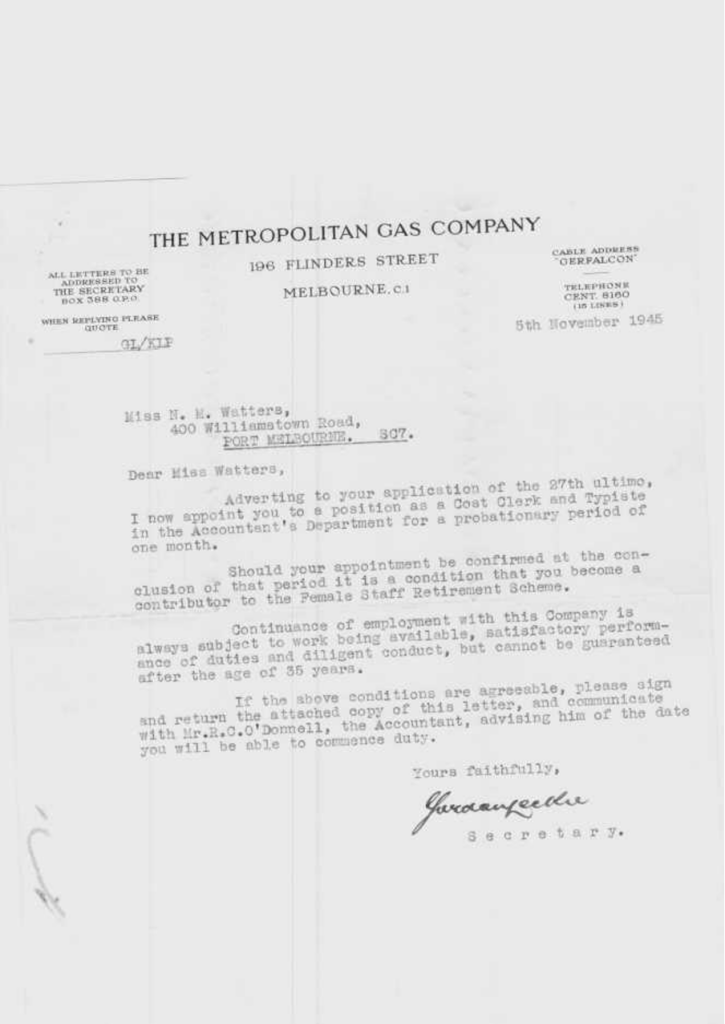 THE METROPOLITAN GAS COMPANY
196 FLINDERS STREET
MELBOURNE. C.1
ALL LETTERS TO BE
ADDRESSED TO
THE SECRETARY
BOX 388 G.P.O.
WHEN REPLYING PLEASE
QUOTE
GL/KLP
CABLE ADDRESS
"GERFALCON"
TELEPHONE
CENT. 8160
(15 LINES)
5th November 1945
Miss N. M. Watters,
400 Williamstown Road,
PORT MELBOURNE. SC7.
Dear Miss Watters,
Adverting to your application of the 27th ultimo,
I now appoint you to a position as a Cost Clerk and Typiste
in the Accountant's Department for a probationary period of
one month.
Should your appointment be confirmed at the con-
clusion of that period it is a condition that you become a
contributor to the Female Staff Retirement Scheme.
Continuance of employment with this Company is
always subject to work being available, satisfactory perform-
ance of duties and diligent conduct, but cannot be guaranteed
after the age of 35 years.
If the above conditions are agreeable, please sign
and return the attached copy of this letter, and communicate
with Mr.R.C.O'Donnell, the Accountant, advising him of the date
you will be able to commence duty.
Yours faithfully,
Secretary.